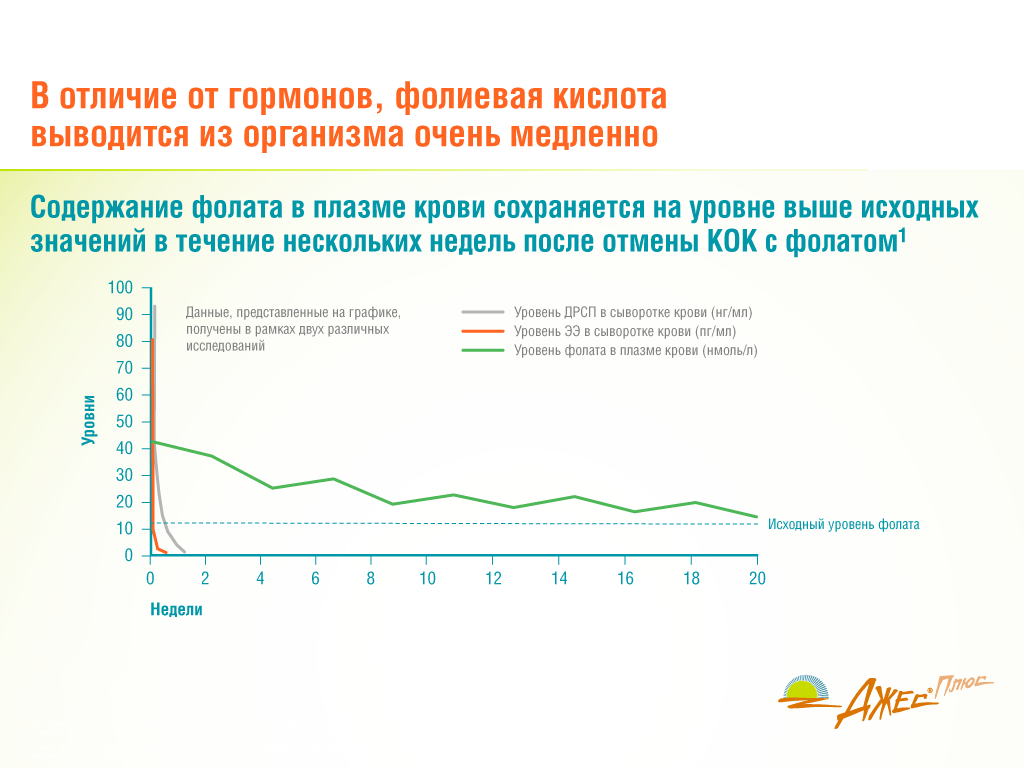 В отличие от гормонов, фолиевая кислота
выводится из организма очень медленно
Содержание фолата в плазме крови сохраняется на уровне выше исходных
значений в течение нескольких недель после отмены КОК с фолатом¹
Данные, представленные на графике,
получены в рамках двух различных
исследований
Уровень ДРСП в сыворотке крови (нг/мл)
Уровень ЭЭ в сыворотке крови (пг/мл)
Уровень фолата в плазме крови (нмоль/л)
Уровни
100
90
80
70
60
50
40
30
20
10
0
Исходный уровень фолата
0 2 4 6 8 10 12 14 16 18 20
Недели
Джес® Плюс